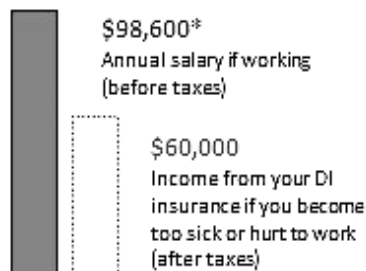 $98,600*
Annual salary if working
(before taxes)
$60,000
Income from your DI
insurance if you become
too sick or hurt to work
(after taxes)